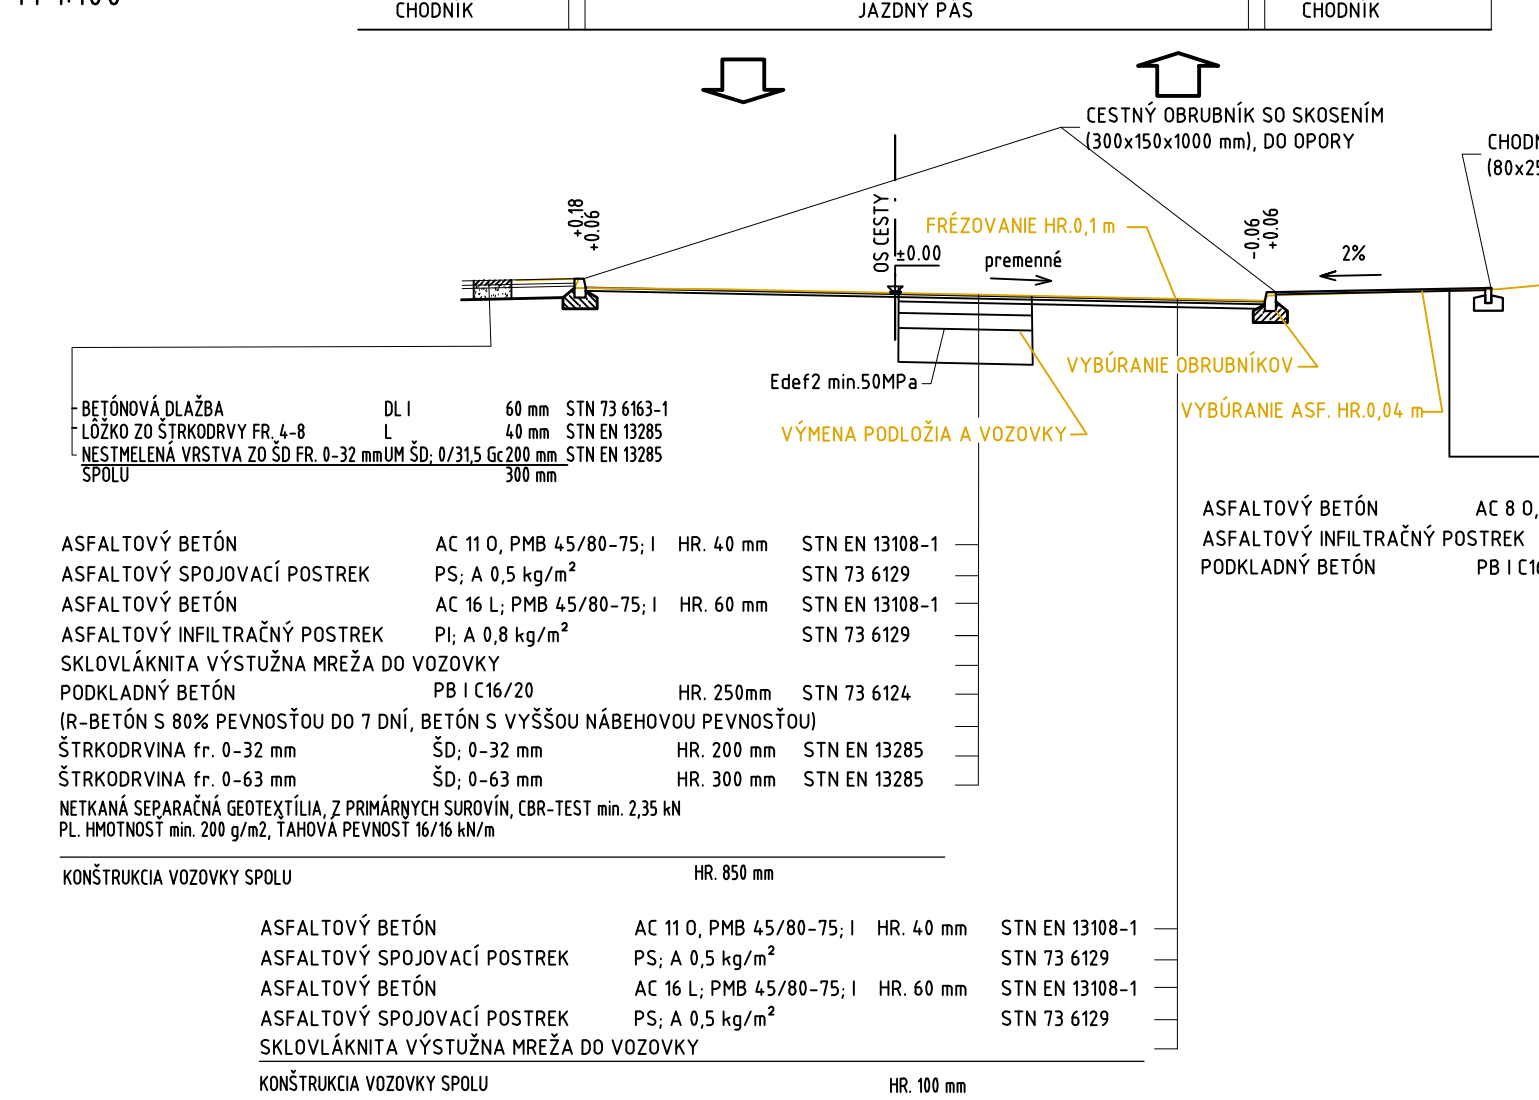 CHODNÍK JAZDNÝ PÁS CHODNÍK
CESTNÝ OBRUBNÍK SO SKOSENÍM
(300x150x1000 mm), DO OPORY
+0.18
+0.06
OS CESTY
±0.00
FRÉZOVANIE HR.0,1 m
premenné
-0.06
+0.06
2%
Edef2 min.50MPa
VYBÚRANIE OBRUBNÍKOV
VÝMENA PODLOŽIA A VOZOVKY
VYBÚRANIE ASF. HR.0,04 m
BETÓNOVÁ DLAŽBA DL I 60 mm STN 73 6163-1
LÔŽKO ZO ŠTRKODRVY FR. 4-8 L 40 mm STN EN 13285
NESTMELENÁ VRSTVA ZO ŠD FR. 0-32 mm UM ŠD; 0/31,5 Gc 200 mm STN EN 13285
SPOLU 300 mm
ASFALTOVÝ BETÓN AC 11 O, PMB 45/80-75; I HR. 40 mm STN EN 13108-1
ASFALTOVÝ SPOJOVACÍ POSTREK PS; A 0,5 kg/m² STN 73 6129
ASFALTOVÝ BETÓN AC 16 L; PMB 45/80-75; I HR. 60 mm STN EN 13108-1
ASFALTOVÝ INFILTRAČNÝ POSTREK PI; A 0,8 kg/m² STN 73 6129
SKLOVLÁKNITA VÝSTUŽNA MREŽA DO VOZOVKY
PODKLADNÝ BETÓN PB I C16/20 HR. 250mm STN 73 6124
(R-BETÓN S 80% PEVNOSŤOU DO 7 DNÍ, BETÓN S VYŠŠOU NÁBEHOVOU PEVNOSŤOU)
ŠTRKODRVINA fr. 0-32 mm ŠD; 0-32 mm HR. 200 mm STN EN 13285
ŠTRKODRVINA fr. 0-63 mm ŠD; 0-63 mm HR. 300 mm STN EN 13285
NETKANÁ SEPARAČNÁ GEOTEXTÍLIA, Z PRIMÁRNYCH SUROVÍN, CBR-TEST min. 2,35 kN
PL. HMOTNOSŤ min. 200 g/m2, ŤAHOVÁ PEVNOSŤ 16/16 kN/m
KONŠTRUKCIA VOZOVKY SPOLU HR. 850 mm
ASFALTOVÝ BETÓN AC 8 O,
ASFALTOVÝ INFILTRAČNÝ POSTREK
PODKLADNÝ BETÓN PB I
ASFALTOVÝ BETÓN AC 11 O, PMB 45/80-75; I HR. 40 mm STN EN 13108-1
ASFALTOVÝ SPOJOVACÍ POSTREK PS; A 0,5 kg/m² STN 73 6129
ASFALTOVÝ BETÓN AC 16 L; PMB 45/80-75; I HR. 60 mm STN EN 13108-1
ASFALTOVÝ SPOJOVACÍ POSTREK PS; A 0,5 kg/m² STN 73 6129
SKLOVLÁKNITA VÝSTUŽNA MREŽA DO VOZOVKY
KONŠTRUKCIA VOZOVKY SPOLU HR. 100 mm